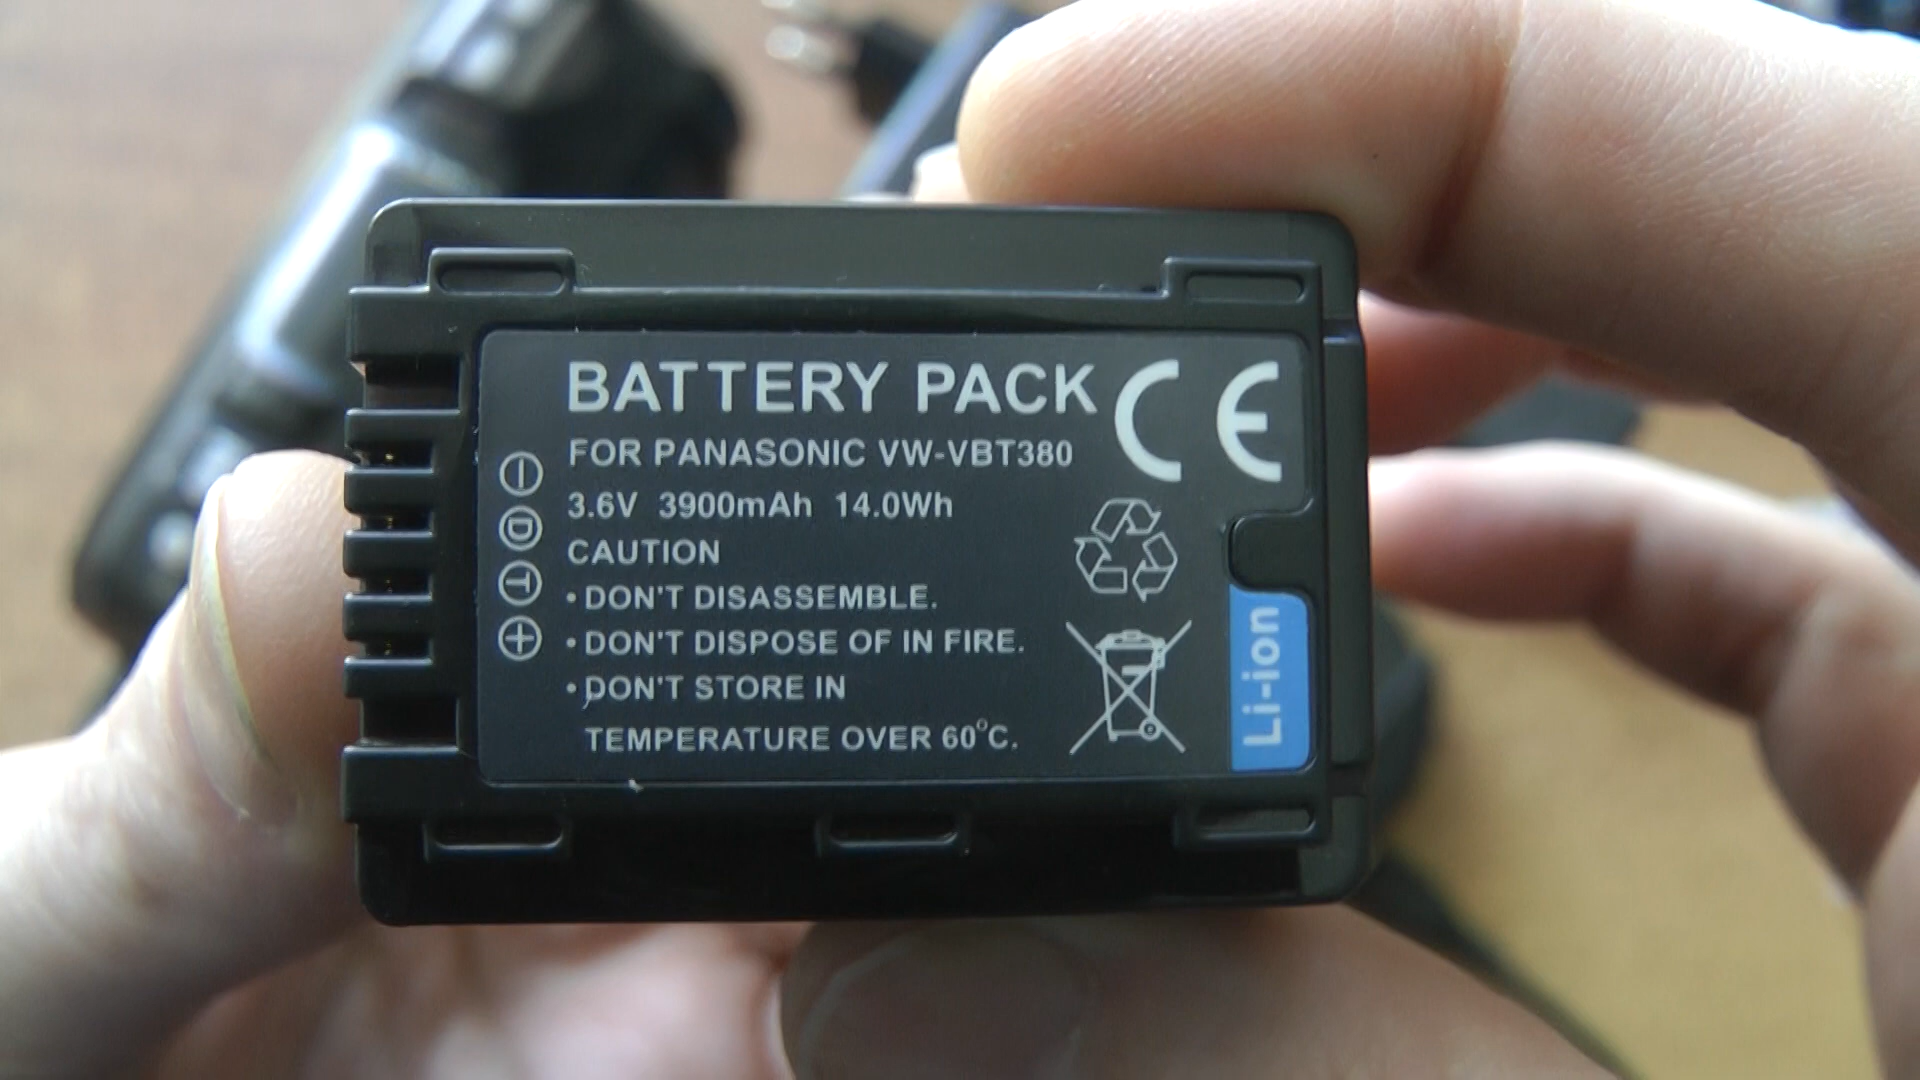 BATTERY PACK
CE
FOR PANASONIC VW-VBT380
3.6V 3900mAh 14.0Wh
CAUTION
• DON'T DISASSEMBLE.
• DON'T DISPOSE OF IN FIRE.
• DON'T STORE IN
TEMPERATURE OVER 60°C.
D
T
Li-ion